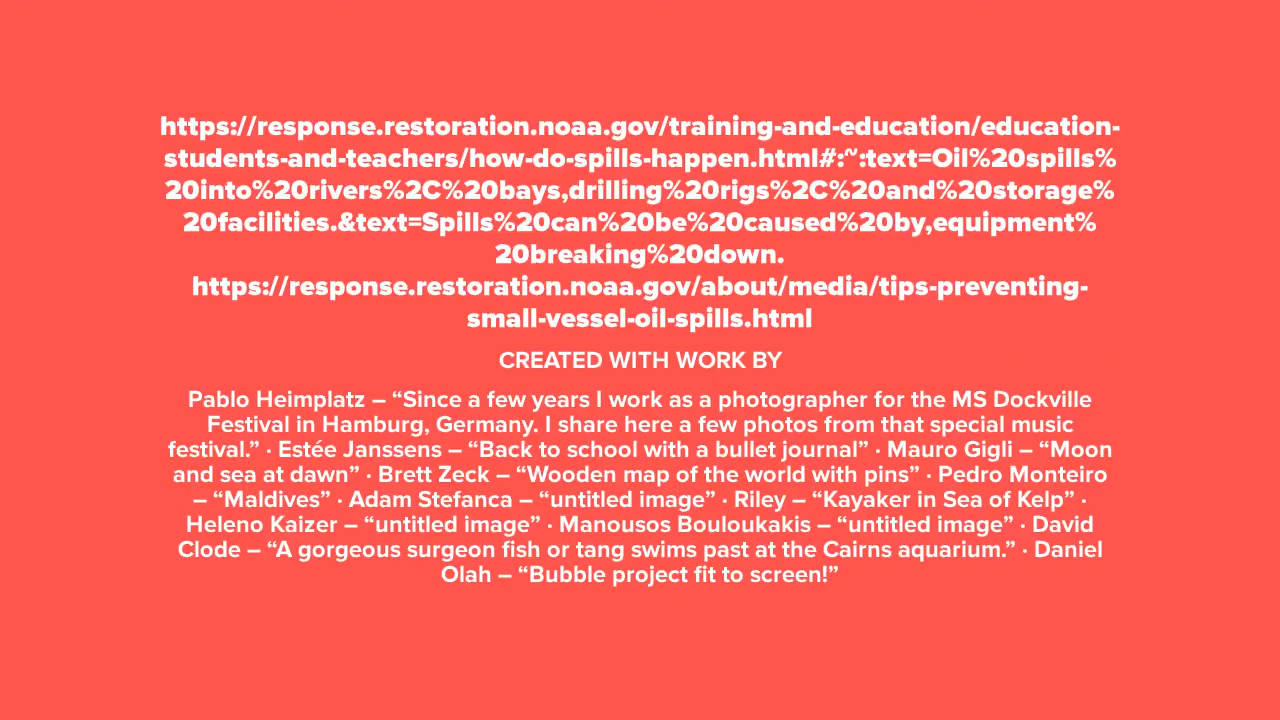 https://response.restoration.noaa.gov/training-and-education/education-
students-and-teachers/how-do-spills-happen.html#:~:text=Oil%20spills%
20into%20rivers%2C%20bays,drilling%20rigs%2C%20and%20storage%
20facilities.&text=Spills%20can%20be%20caused%20by,equipment%
20breaking%20down.
https://response.restoration.noaa.gov/about/media/tips-preventing-
small-vessel-oil-spills.html
CREATED WITH WORK BY
Pablo Heimplatz – “Since a few years I work as a photographer for the MS Dockville
Festival in Hamburg, Germany. I share here a few photos from that special music
festival.” · Estée Janssens – “Back to school with a bullet journal” · Mauro Gigli – “Moon
and sea at dawn” · Brett Zeck – “Wooden map of the world with pins” · Pedro Monteiro
– “Maldives” · Adam Stefanca – “untitled image” · Riley – “Kayaker in Sea of Kelp” ·
Heleno Kaizer – “untitled image” · Manousos Bouloukakis – “untitled image” · David
Clode – “A gorgeous surgeon fish or tang swims past at the Cairns aquarium.” · Daniel
Olah – “Bubble project fit to screen!”